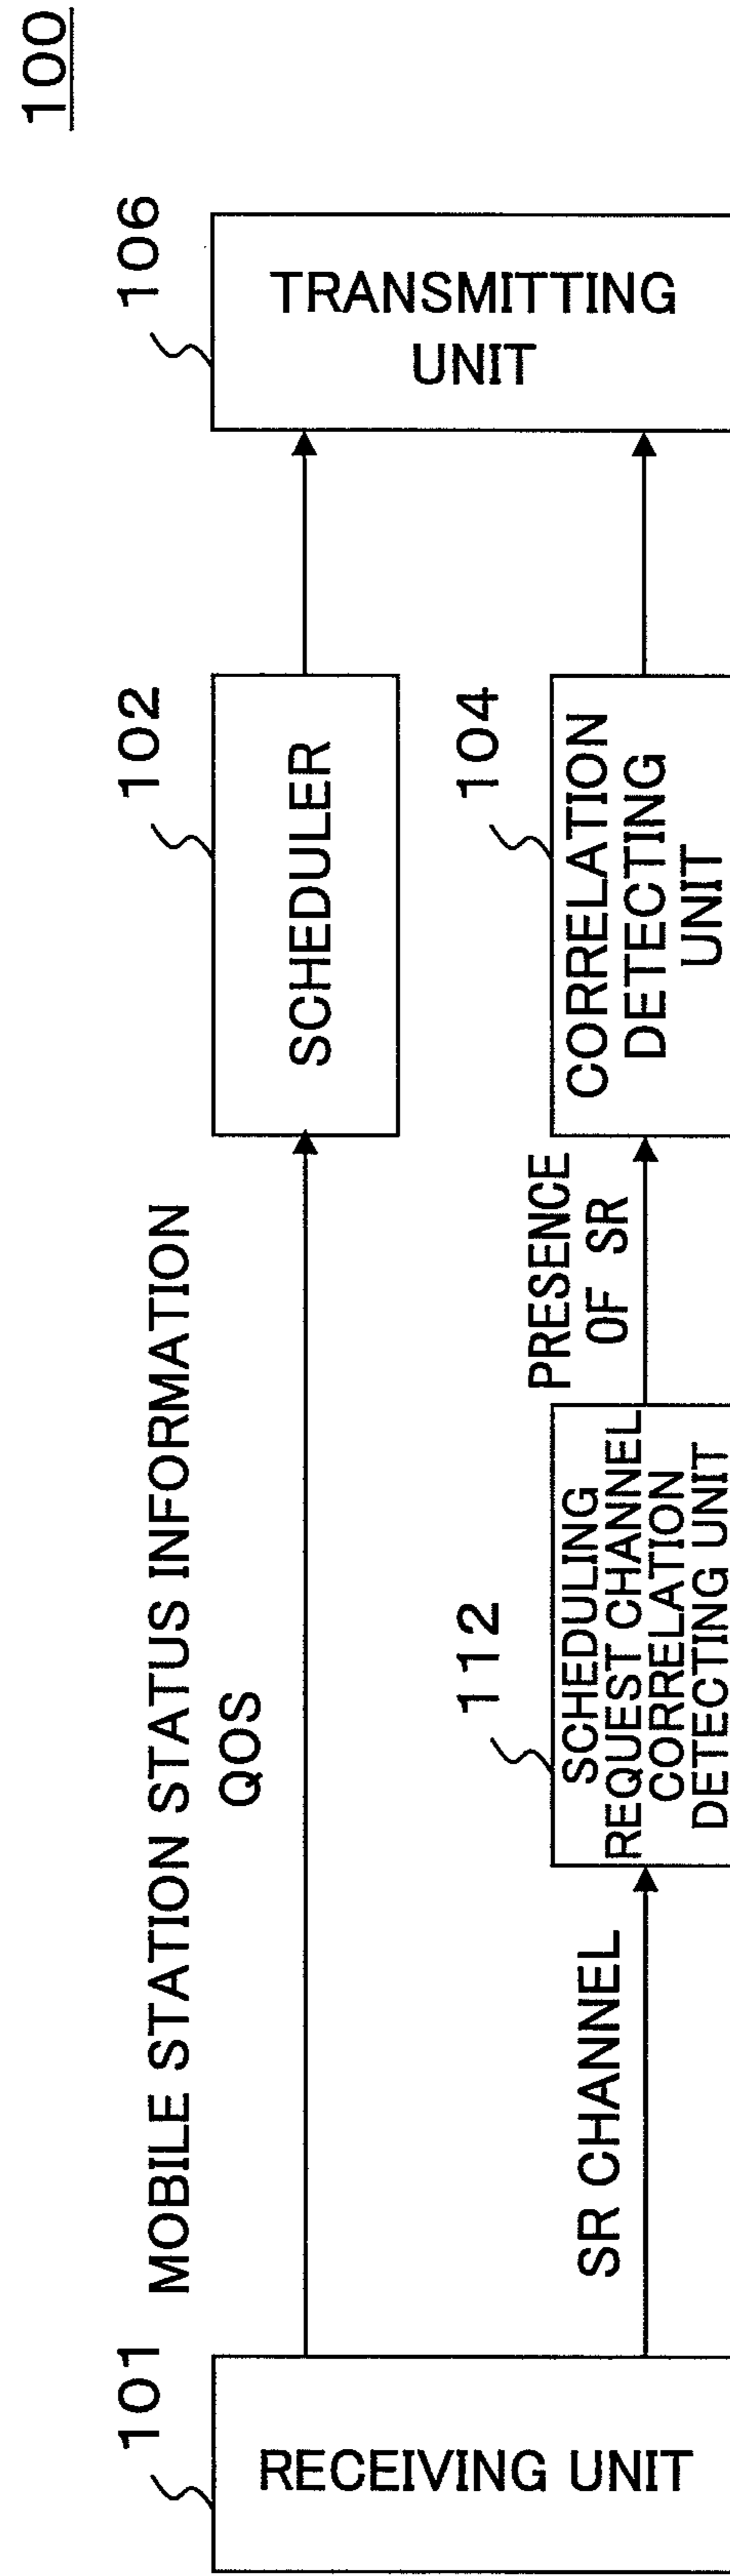 100
106
TRANSMITTING
UNIT
102
SCHEDULER
104
CORRELATION
DETECTING
UNIT
MOBILE STATION STATUS INFORMATION
QOS
PRESENCE
OF SR
112
SCHEDULING
REQUEST CHANNEL
CORRELATION
DETECTING UNIT
SR CHANNEL
101
RECEIVING UNIT